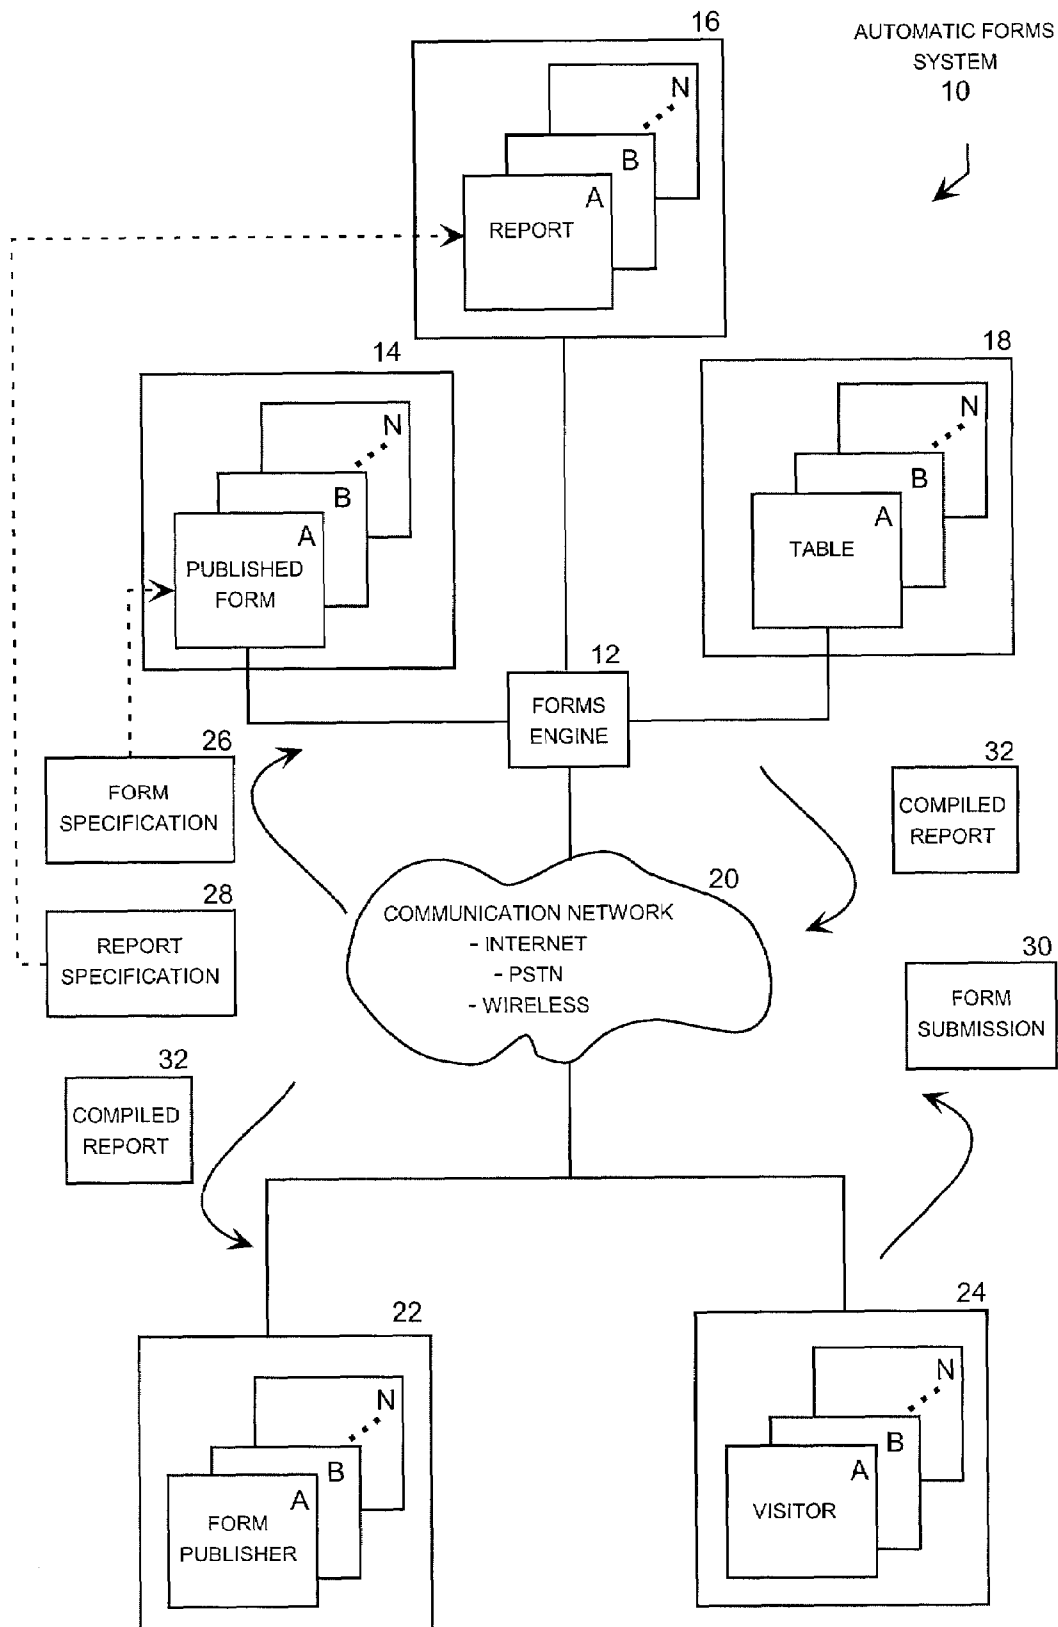 16
AUTOMATIC FORMS
SYSTEM
10
N
B
A
REPORT
14
N
B
A
PUBLISHED
FORM
18
N
B
A
TABLE
12
FORMS
ENGINE
26
FORM
SPECIFICATION
32
COMPILED
REPORT
20
COMMUNICATION NETWORK
- INTERNET
- PSTN
- WIRELESS
28
REPORT
SPECIFICATION
30
FORM
SUBMISSION
32
COMPILED
REPORT
22
N
B
A
FORM
PUBLISHER
24
N
B
A
VISITOR